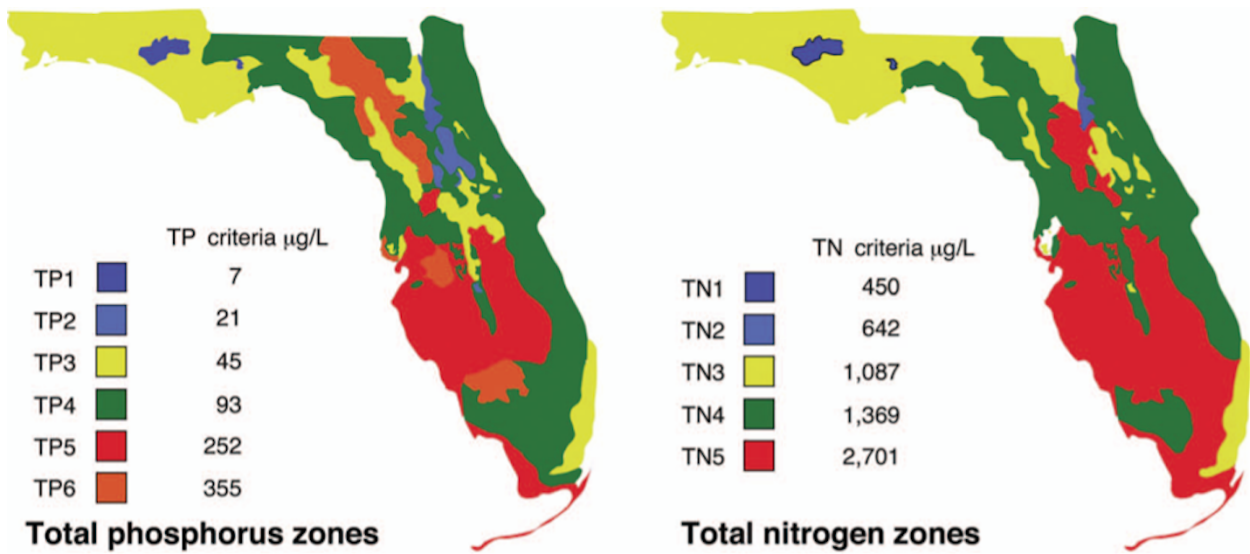 TP criteria µg/L
TP1 7
TP2 21
TP3 45
TP4 93
TP5 252
TP6 355
Total phosphorus zones
TN criteria µg/L
TN1 450
TN2 642
TN3 1,087
TN4 1,369
TN5 2,701
Total nitrogen zones